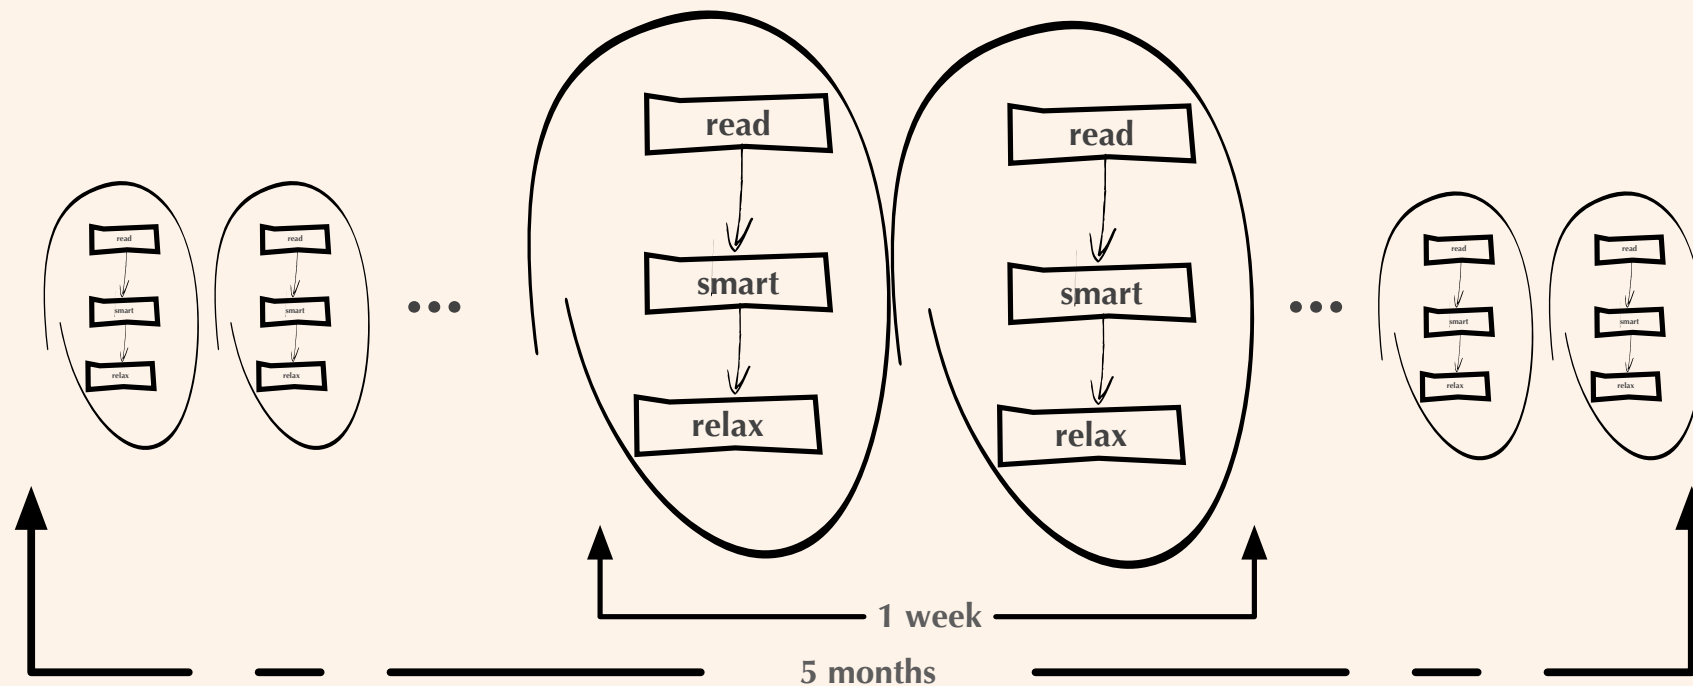 read
smart
relax
read
smart
relax
...
read
smart
relax
read
smart
relax
...
read
smart
relax
read
smart
relax
1 week
5 months